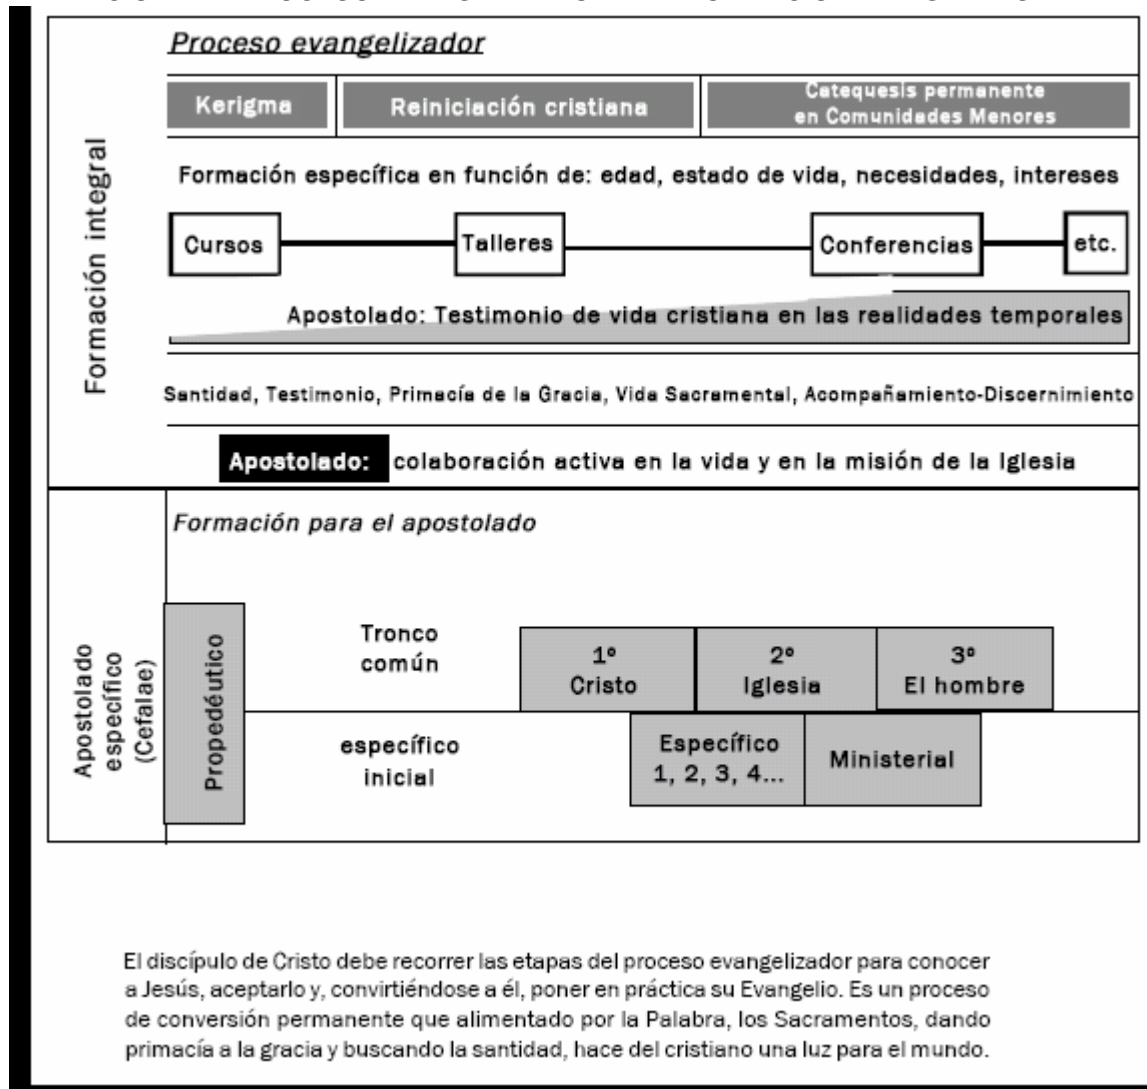 Proceso evangelizador
Kerigma
Reiniciación cristiana
Catequesis permanente
en Comunidades Menores
Formación integral
Formación específica en función de: edad, estado de vida, necesidades, intereses
Cursos
Talleres
Conferencias
etc.
Apostolado: Testimonio de vida cristiana en las realidades temporales
Santidad, Testimonio, Primacía de la Gracia, Vida Sacramental, Acompañamiento-Discernimiento
Apostolado: colaboración activa en la vida y en la misión de la Iglesia
Formación para el apostolado
Apostolado
específico
(Cefalae)
Propedéutico
Tronco
común
1º
Cristo
2º
Iglesia
3º
El hombre
específico
inicial
Específico
1, 2, 3, 4...
Ministerial
El discípulo de Cristo debe recorrer las etapas del proceso evangelizador para conocer
a Jesús, aceptarlo y, convirtiéndose a él, poner en práctica su Evangelio. Es un proceso
de conversión permanente que alimentado por la Palabra, los Sacramentos, dando
primacía a la gracia y buscando la santidad, hace del cristiano una luz para el mundo.